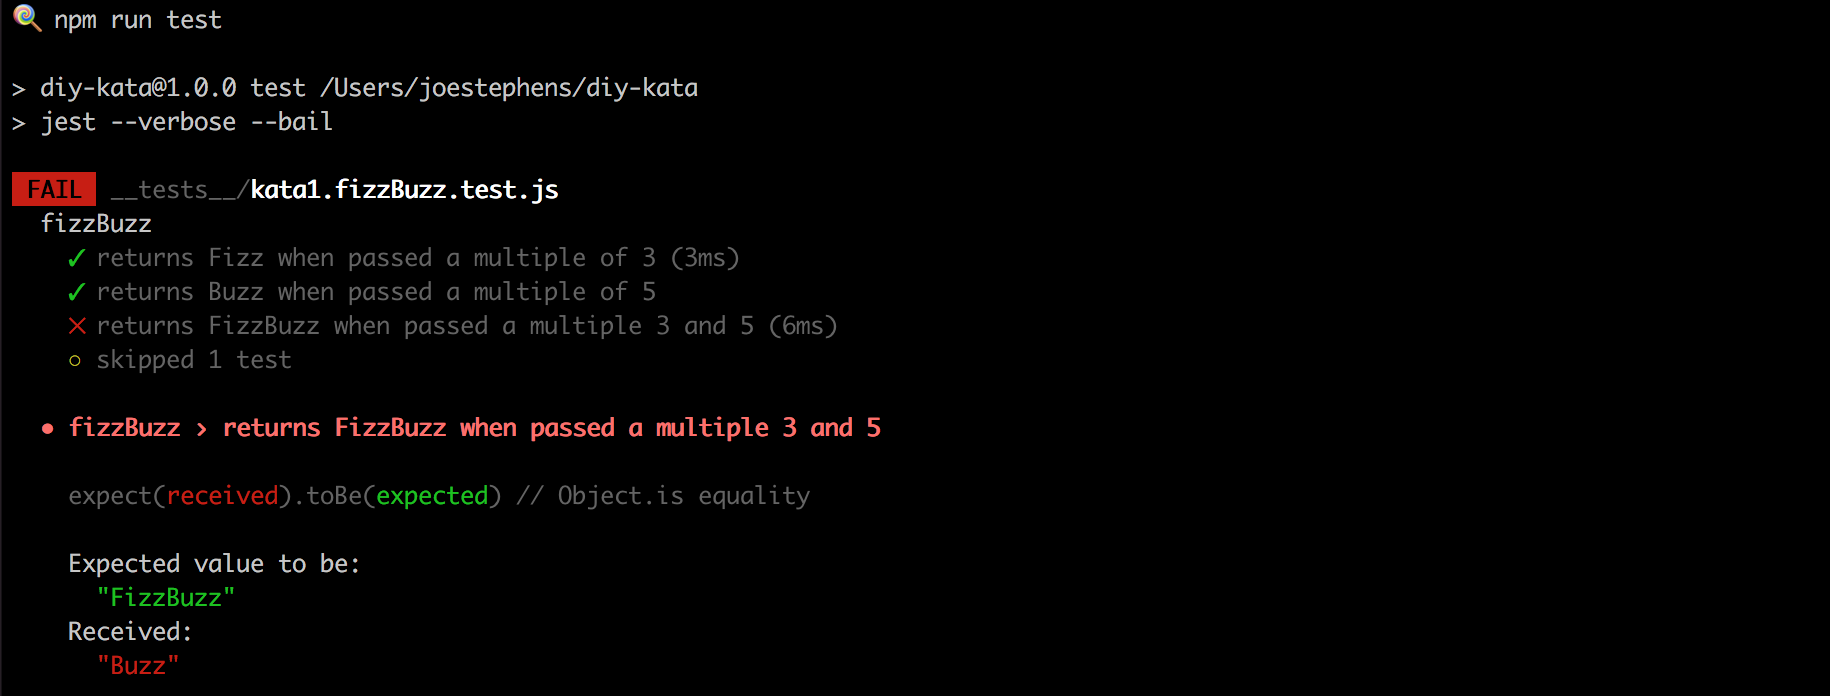 npm run test
> diy-kata@1.0.0 test /Users/joestephens/diy-kata
> jest --verbose --bail
FAIL __tests__/kata1.fizzBuzz.test.js
fizzBuzz
✓ returns Fizz when passed a multiple of 3 (3ms)
✓ returns Buzz when passed a multiple of 5
✕ returns FizzBuzz when passed a multiple 3 and 5 (6ms)
○ skipped 1 test
● fizzBuzz › returns FizzBuzz when passed a multiple 3 and 5
expect(received).toBe(expected) // Object.is equality
Expected value to be:
"FizzBuzz"
Received:
"Buzz"